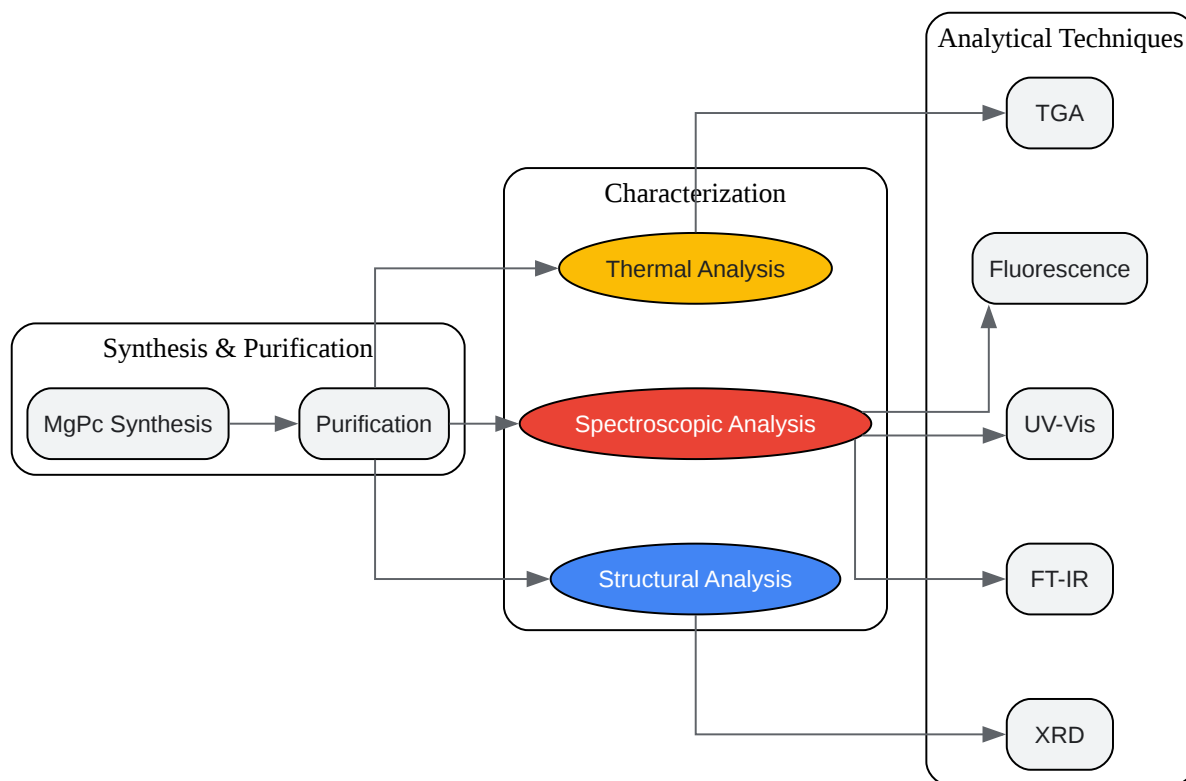 Synthesis & Purification
MgPc Synthesis
Purification
Characterization
Thermal Analysis
Spectroscopic Analysis
Structural Analysis
Analytical Techniques
TGA
Fluorescence
UV-Vis
FT-IR
XRD